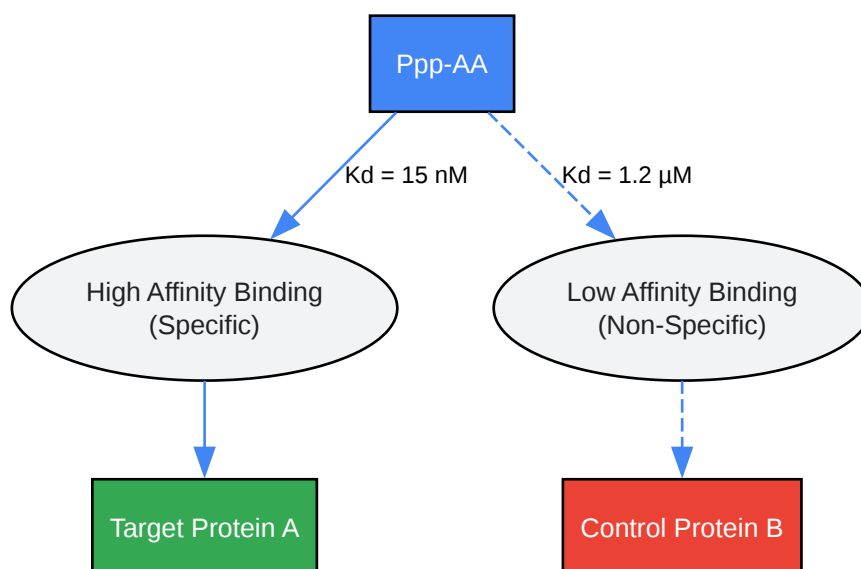 Ppp-AA
Kd = 15 nM
Kd = 1.2 µM
High Affinity Binding
(Specific)
Low Affinity Binding
(Non-Specific)
Target Protein A
Control Protein B